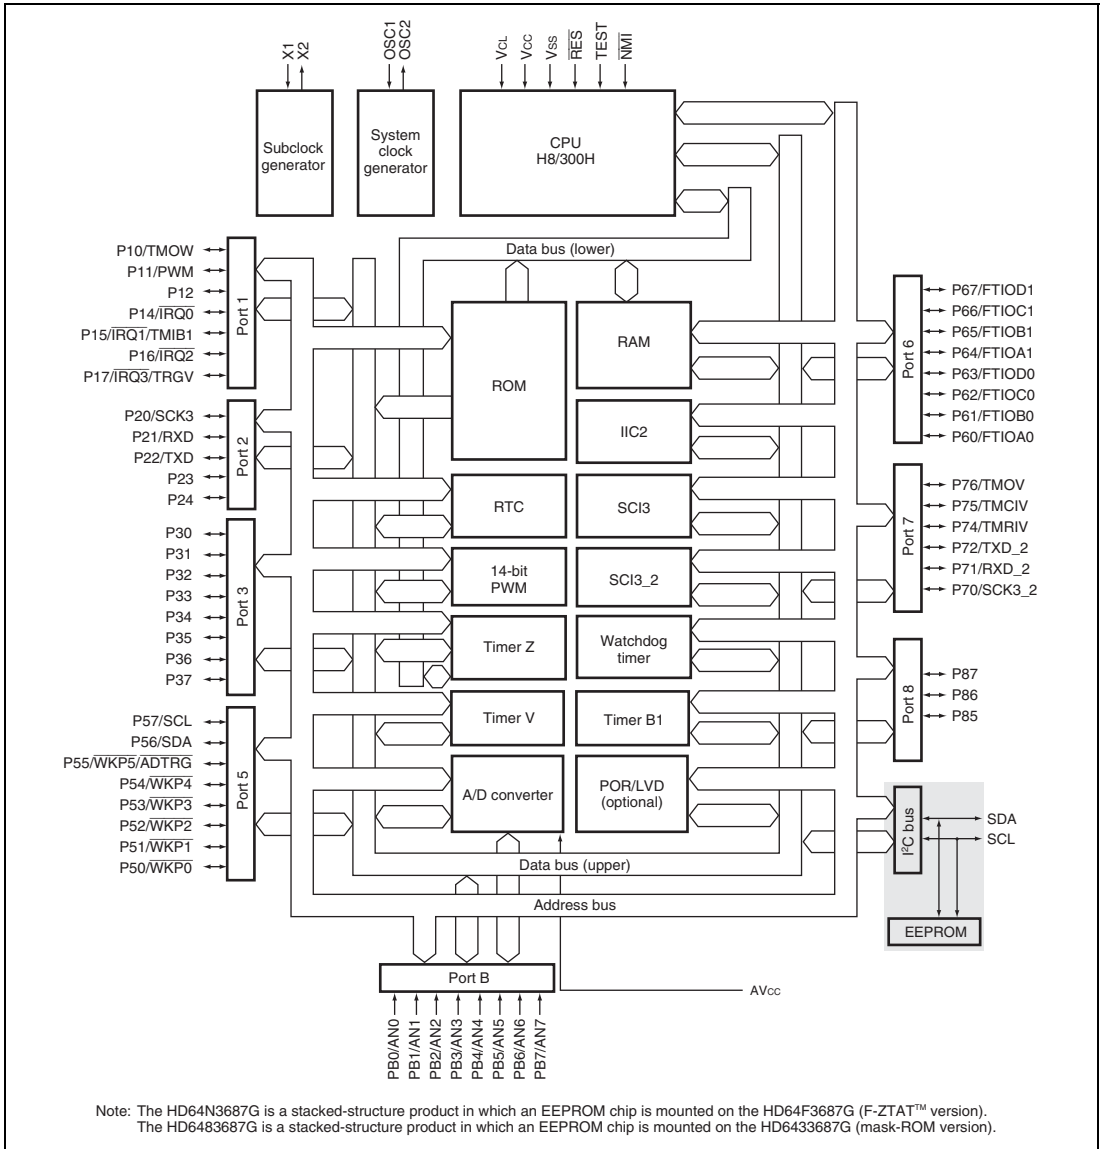 X1
X2
OSC1
OSC2
VCL
VCC
VSS
RES
TEST
NMI
Subclock
generator
System
clock
generator
CPU
H8/300H
Data bus (lower)
P10/TMOW
P11/PWM
P12
P14/IRQ0
P15/IRQ1/TMIB1
P16/IRQ2
P17/IRQ3/TRGV
Port 1
P20/SCK3
P21/RXD
P22/TXD
P23
P24
Port 2
P30
P31
P32
P33
P34
P35
P36
P37
Port 3
P57/SCL
P56/SDA
P55/WKP5/ADTRG
P54/WKP4
P53/WKP3
P52/WKP2
P51/WKP1
P50/WKP0
Port 5
ROM
RAM
IIC2
RTC
SCI3
14-bit
PWM
SCI3_2
Timer Z
Watchdog
timer
Timer V
Timer B1
A/D converter
POR/LVD
(optional)
Port 6
P67/FTIOD1
P66/FTIOC1
P65/FTIOB1
P64/FTIOA1
P63/FTIOD0
P62/FTIOC0
P61/FTIOB0
P60/FTIOA0
Port 7
P76/TMOV
P75/TMCIV
P74/TMRIV
P72/TXD_2
P71/RXD_2
P70/SCK3_2
Port 8
P87
P86
P85
I²C bus
SDA
SCL
EEPROM
Data bus (upper)
Address bus
Port B
AVCC
PB0/AN0
PB1/AN1
PB2/AN2
PB3/AN3
PB4/AN4
PB5/AN5
PB6/AN6
PB7/AN7
Note: The HD64N3687G is a stacked-structure product in which an EEPROM chip is mounted on the HD64F3687G (F-ZTAT™ version).
The HD6483687G is a stacked-structure product in which an EEPROM chip is mounted on the HD6433687G (mask-ROM version).